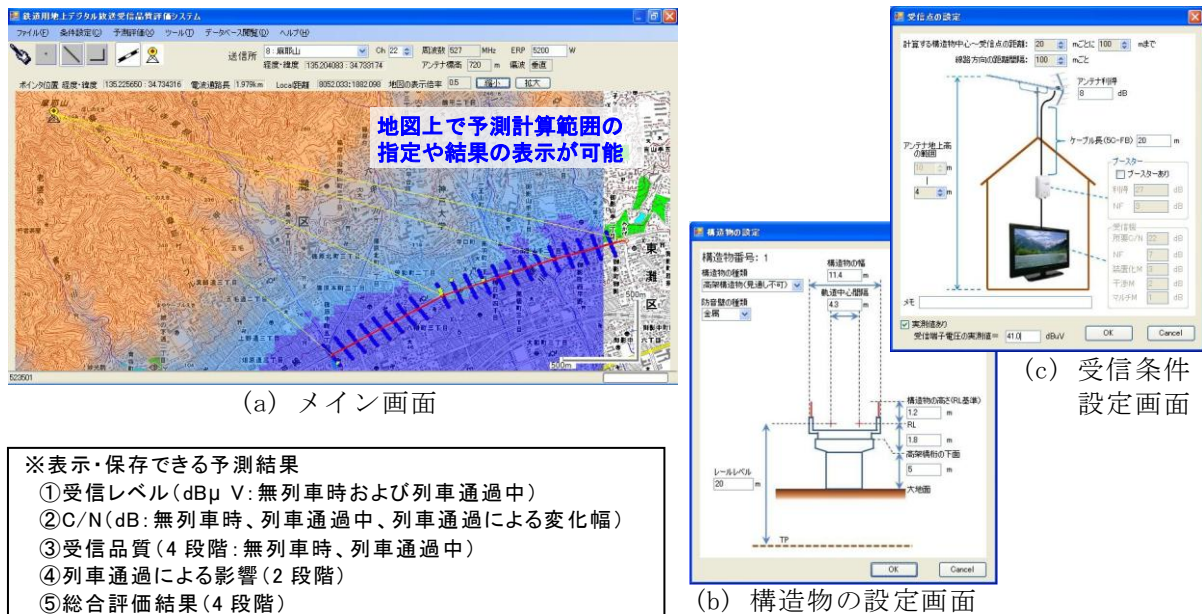 鉄道用地上デジタル放送受信品質評価システム
ファイル(F) 条件設定(C) 予測評価(X) ツール(T) データベース閲覧(D) ヘルプ(H)
送信所 8:麻耶山 Ch 22 周波数 527 MHz ERP 5200 W
経度・緯度 135.204083 : 34.733174 アンテナ標高 720 m 偏波 垂直
ポインタ位置 経度・緯度 135.225650 : 34.734316 電波通路長 1.979km Local距離 8052.033:1882.098 地図の表示倍率 0.5 縮小 拡大
地図上で予測計算範囲の
指定や結果の表示が可能
灘
区
東
灘
区
500m
500m
523501
(a) メイン画面
※表示・保存できる予測結果
①受信レベル(dBμ V:無列車時および列車通過中)
②C/N(dB:無列車時、列車通過中、列車通過による変化幅)
③受信品質(4 段階:無列車時、列車通過中)
④列車通過による影響(2 段階)
⑤総合評価結果(4 段階)
構造物の設定
構造物番号: 1
構造物の種類
高架構造物(見通し不可)
防音壁の種類
金属
構造物の幅
11.4 m
軌道中心間隔
4.3 m
構造物の高さ(RL基準)
1.2 m
RL
1.8 m
高架橋桁の下面
5 m
大地面
レールレベル
20 m
TP
OK Cancel
(b) 構造物の設定画面
受信点の設定
計算する構造物中心～受信点の距離: 20 mごとに 100 mまで
線路方向の距離間隔: 100 mごと
アンテナ利得
8 dB
ケーブル長(5C-FB) 20 m
アンテナ地上高
の範囲
10 m
4 m
ブースター
ブースターあり
利得 27 dB
NF 3 dB
受信機
所要C/N 22 dB
NF 7 dB
装置化M 3 dB
干渉M 2 dB
マルチM 1 dB
メモ
実測値あり
受信端子電圧の実測値= 41.0 dBuV
OK Cancel
(c) 受信条件
設定画面